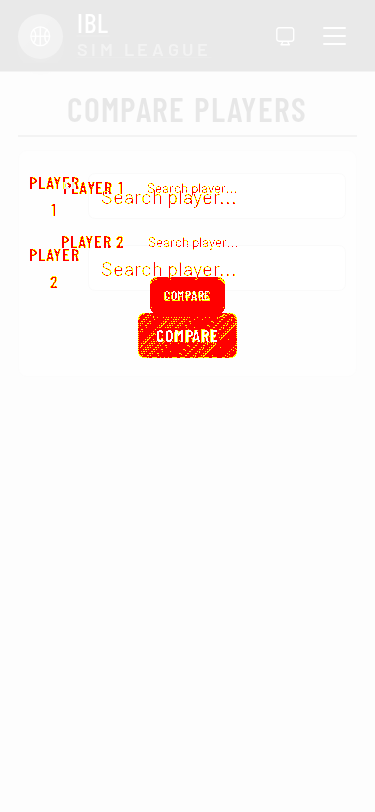 IBL
SIM LEAGUE
COMPARE PLAYERS
PLAYER 1
Search player...
PLAYER 1
Search player...
PLAYER 2
Search player...
PLAYER 2
Search player...
COMPARE
COMPARE